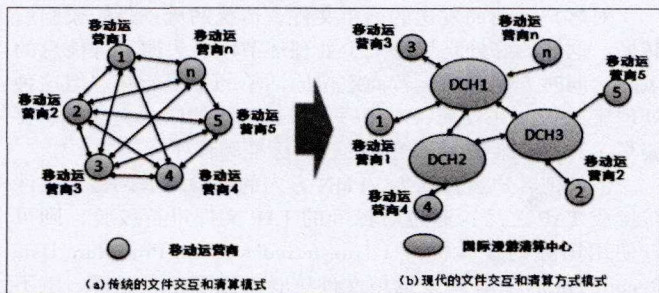 移动运
营商1
1
移动运
营商n
n
移动运
营商2
2
5
移动运
营商5
移动运
营商3
3
4
移动运
营商4
移动运营商
(a)传统的文件交互和清算模式
移动运
营商3
3
移动运
营商n
n
DCH1
移动运
营商5
5
1
移动运
营商1
DCH3
DCH2
移动运
营商2
2
移动运
营商4
4
国际漫游清算中心
(b)现代的文件交互和清算方式模式